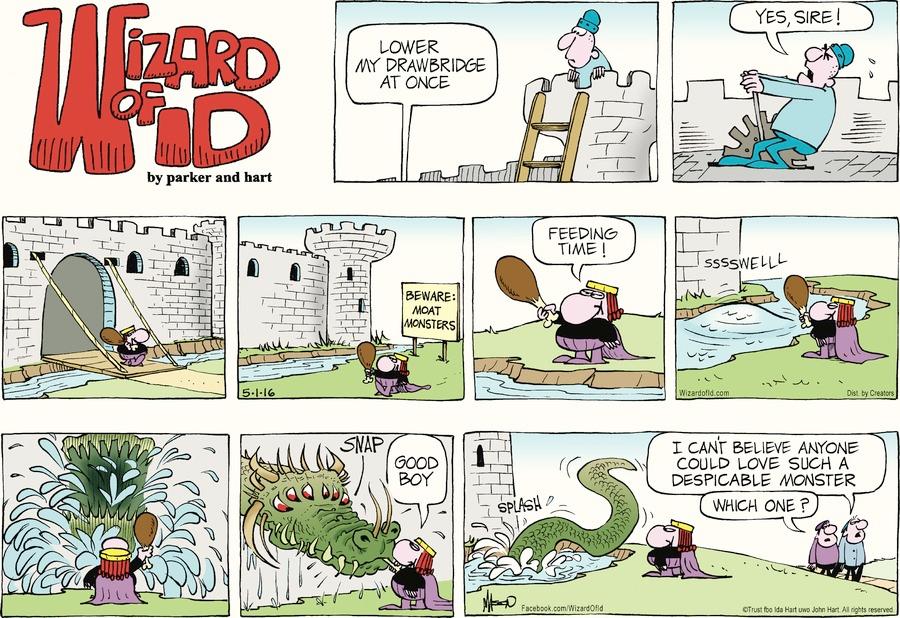 WIZARD
OF ID
by parker and hart
LOWER
MY DRAWBRIDGE
AT ONCE
YES, SIRE!
BEWARE:
MOAT
MONSTERS
5·1·16
FEEDING
TIME!
SSSSWELLL
Wizardofid.com
Dist. by Creators
SNAP
GOOD
BOY
SPLASH
I CAN'T BELIEVE ANYONE
COULD LOVE SUCH A
DESPICABLE MONSTER
WHICH ONE?
Facebook.com/WizardOfId
©Trust fbo Ida Hart uwo John Hart. All rights reserved.